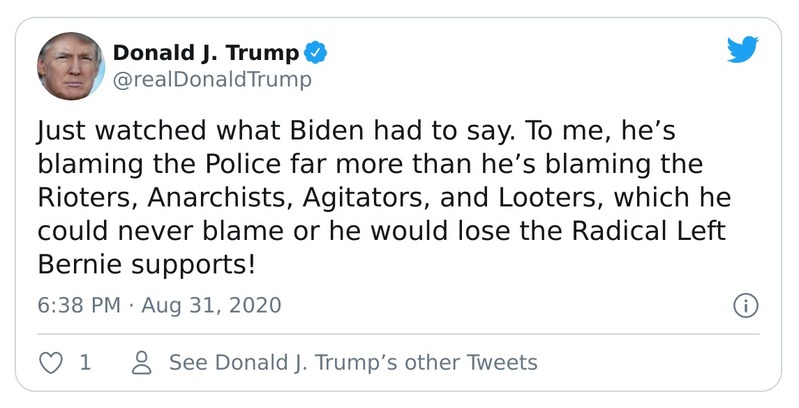 Donald J. Trump
@realDonaldTrump
Just watched what Biden had to say. To me, he’s
blaming the Police far more than he’s blaming the
Rioters, Anarchists, Agitators, and Looters, which he
could never blame or he would lose the Radical Left
Bernie supports!
6:38 PM · Aug 31, 2020
1 See Donald J. Trump’s other Tweets